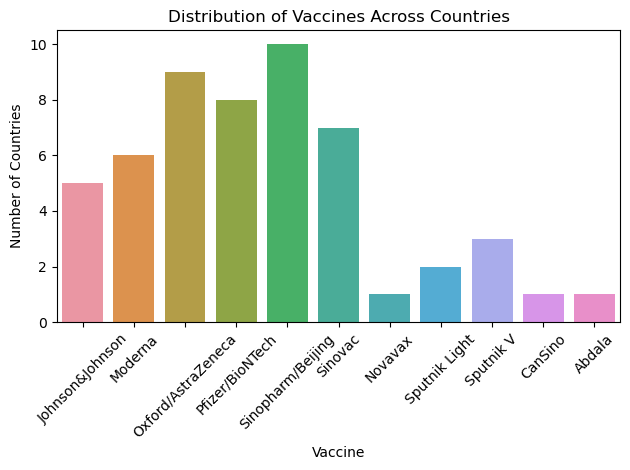 Distribution of Vaccines Across Countries
Number of Countries
10
8
6
4
2
0
Johnson&Johnson
Moderna
Oxford/AstraZeneca
Pfizer/BioNTech
Sinopharm/Beijing
Sinovac
Novavax
Sputnik Light
Sputnik V
CanSino
Abdala
Vaccine